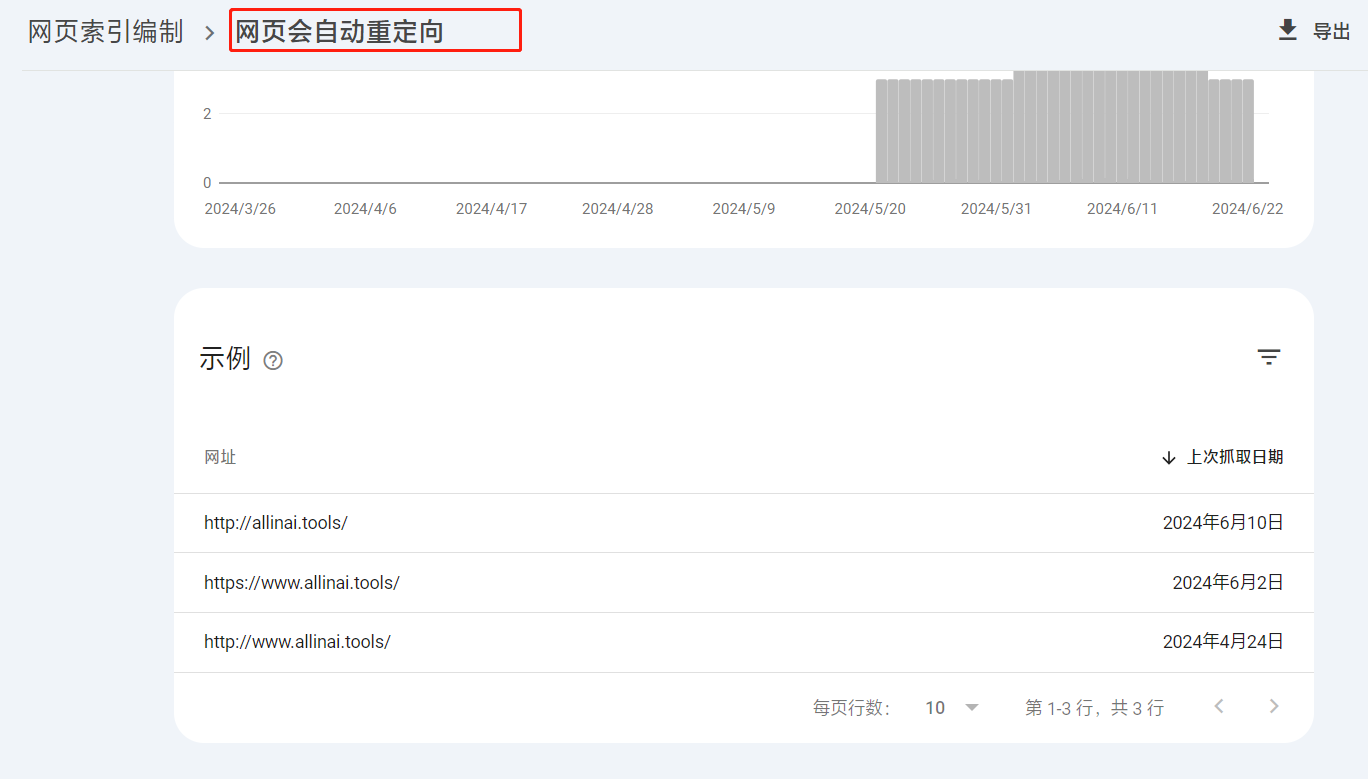 网页索引编制 > 网页会自动重定向 导出
2
0
2024/3/26 2024/4/6 2024/4/17 2024/4/28 2024/5/9 2024/5/20 2024/5/31 2024/6/11 2024/6/22
示例
网址 上次抓取日期
http://allinai.tools/ 2024年6月10日
https://www.allinai.tools/ 2024年6月2日
http://www.allinai.tools/ 2024年4月24日
每页行数: 10 第 1-3 行，共 3 行